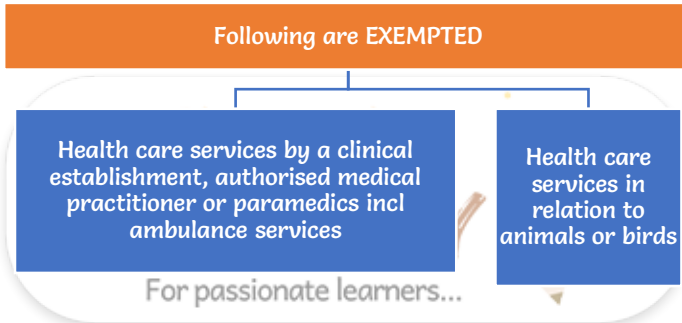 Following are EXEMPTED
Health care services by a clinical
establishment, authorised medical
practitioner or paramedics incl
ambulance services
Health care
services in
relation to
animals or birds
For passionate learners...